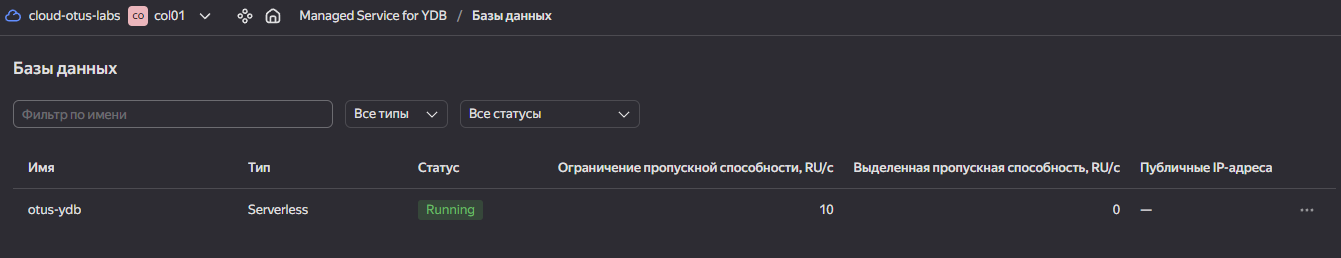 cloud-otus-labs co col01 Managed Service for YDB / Базы данных
Базы данных
Фильтр по имени Все типы Все статусы
Имя Тип Статус Ограничение пропускной способности, RU/с Выделенная пропускная способность, RU/с Публичные IP-адреса
otus-ydb Serverless Running 10 0 —